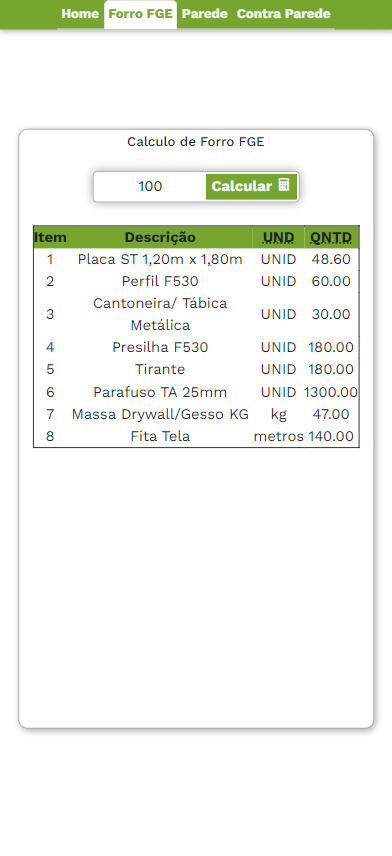 Home Forro FGE Parede Contra Parede
Calculo de Forro FGE
100 Calcular
Item Descrição UND QNTD
1 Placa ST 1,20m x 1,80m UNID 48.60
2 Perfil F530 UNID 60.00
3 Cantoneira/ Tábica Metálica UNID 30.00
4 Presilha F530 UNID 180.00
5 Tirante UNID 180.00
6 Parafuso TA 25mm UNID 1300.00
7 Massa Drywall/Gesso KG kg 47.00
8 Fita Tela metros 140.00